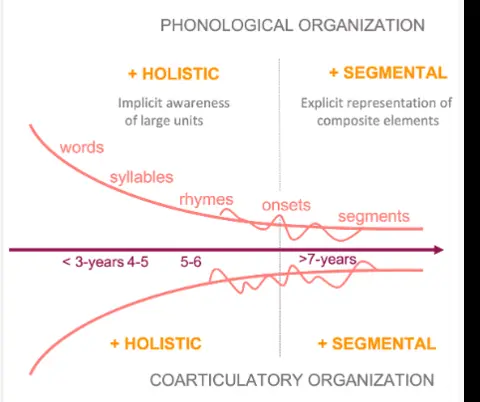 PHONOLOGICAL ORGANIZATION
+ HOLISTIC
+ SEGMENTAL
Implicit awareness
of large units
Explicit representation of
composite elements
words
syllables
rhymes
onsets
segments
< 3-years 4-5
5-6
>7-years
+ HOLISTIC
+ SEGMENTAL
COARTICULATORY ORGANIZATION